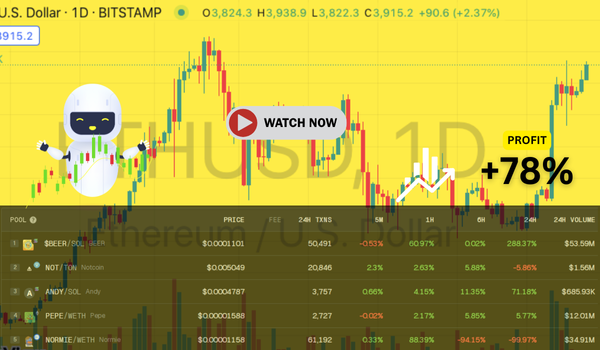 U.S. Dollar · 1D · BITSTAMP O3,824.3 H3,938.9 L3,822.3 C3,915.2 +90.6 (+2.37%)
3915.2
ETHUSD, 1D
WATCH NOW
PROFIT
+78%
Ethereum / U.S. Dollar
POOL PRICE FEE 24H TXNS 5M 1H 6H 24H 24H VOLUME
1 $BEER/SOL BEER $0.0001101 50,491 -0.53% 60.97% 0.02% 288.37% $53.59M
2 NOT/TON Notcoin $0.005049 20,846 2.3% 2.63% 5.88% -5.86% $1.56M
3 ANDY/SOL Andy $0.0004787 3,757 0.66% 4.15% 11.35% 71.18% $685.93K
4 PEPE/WETH Pepe $0.00001588 2,727 -0.02% 2.17% 5.85% 5.77% $12.01M
5 NORMIE/WETH Normie $0.00001158 61,192 0.33% 88.39% -94.15% -99.97% $34.91M